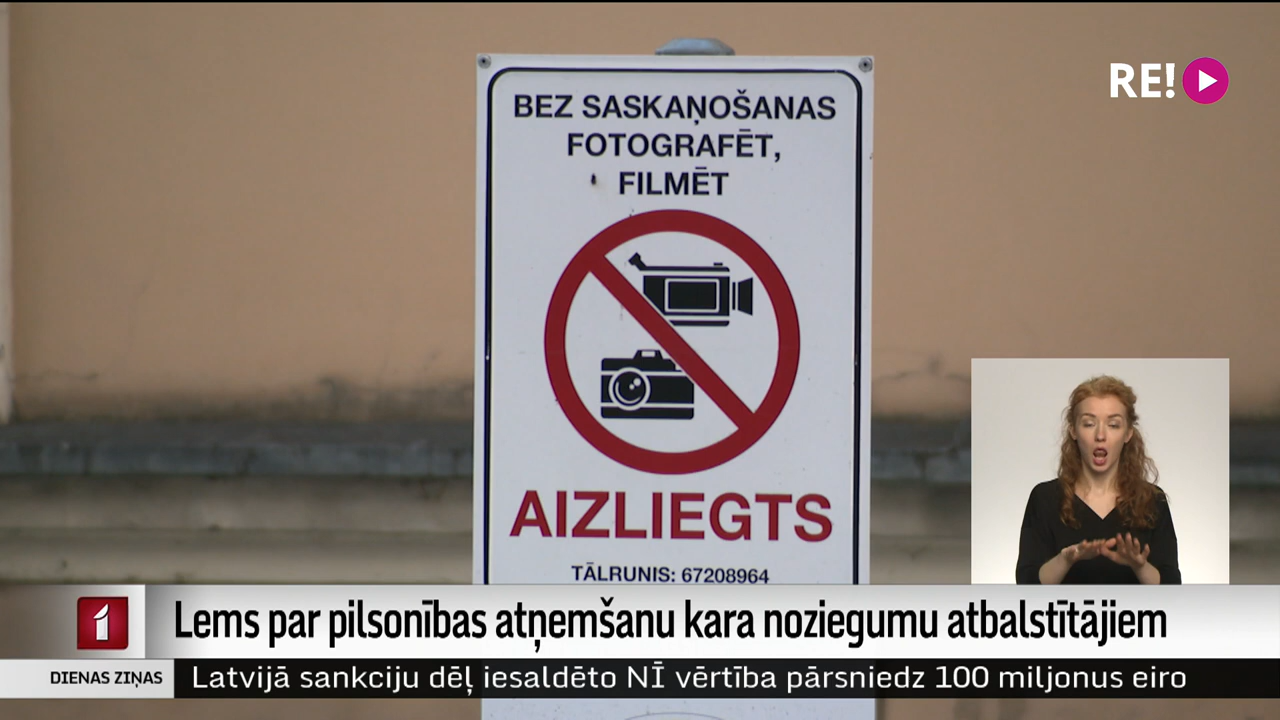 RE!
BEZ SASKAŅOŠANAS
FOTOGRAFĒT,
FILMĒT
AIZLIEGTS
TĀLRUNIS: 67208964
1
Lems par pilsonības atņemšanu kara noziegumu atbalstītājiem
DIENAS ZIŅAS
Latvijā sankciju dēļ iesaldēto NĪ vērtība pārsniedz 100 miljonus eiro